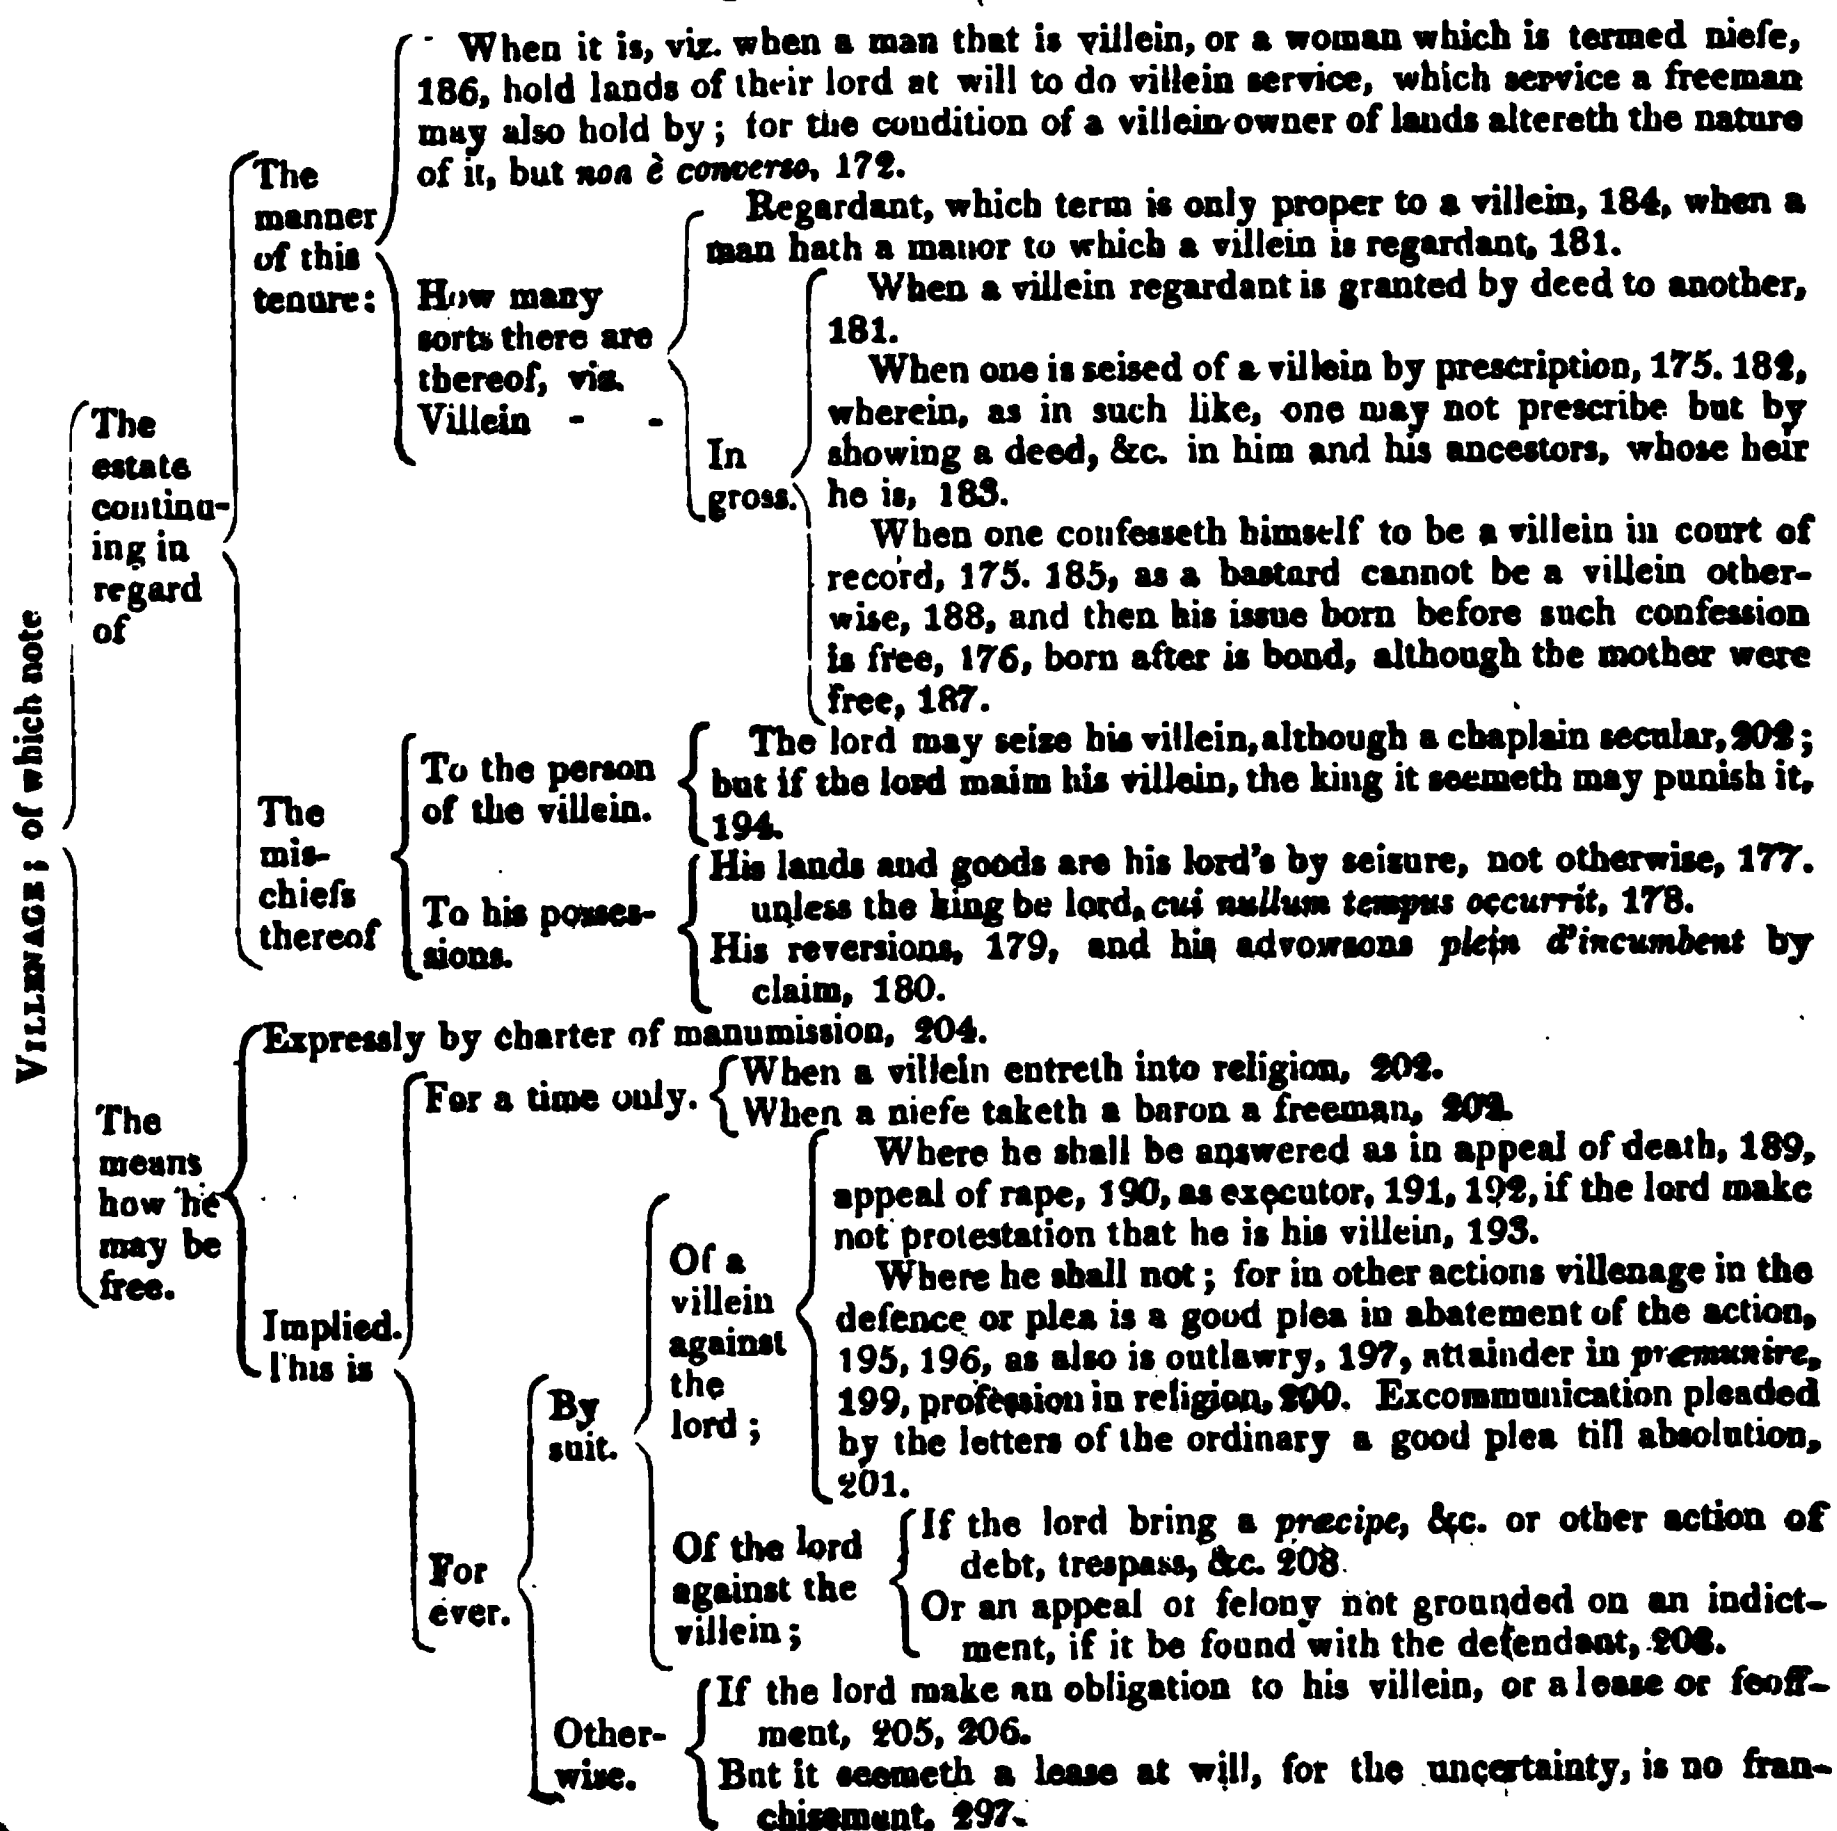 VILLENAGE; of which note
The
estate
continu-
ing in
regard
of
The
manner
of this
tenure:
When it is, viz. when a man that is villein, or a woman which is termed niefe,
186, hold lands of their lord at will to do villein service, which service a freeman
may also hold by; for the condition of a villein owner of lands altereth the nature
of it, but non è converso, 172.
How many
sorts there are
thereof, viz.
Villein - -
Regardant, which term is only proper to a villein, 184, when a
man hath a manor to which a villein is regardant, 181.
In
gross.
When a villein regardant is granted by deed to another,
181.
When one is seised of a villein by prescription, 175. 182,
wherein, as in such like, one may not prescribe but by
showing a deed, &c. in him and his ancestors, whose heir
he is, 183.
When one confesseth himself to be a villein in court of
record, 175. 185, as a bastard cannot be a villein other-
wise, 188, and then his issue born before such confession
is free, 176, born after is bond, although the mother were
free, 187.
The
mis-
chiefs
thereof
To the person
of the villein.
The lord may seize his villein, although a chaplain secular, 202;
but if the lord maim his villein, the king it seemeth may punish it,
194.
To his posses-
sions.
His lands and goods are his lord's by seizure, not otherwise, 177.
unless the king be lord, cui nullum tempus occurrit, 178.
His reversions, 179, and his advowsons plein d'incumbent by
claim, 180.
The
means
how he
may be
free.
Expressly by charter of manumission, 204.
Implied.
This is
For a time only.
When a villein entreth into religion, 202.
When a niefe taketh a baron a freeman, 202.
For
ever.
By
suit.
Of a
villein
against
the
lord;
Where he shall be answered as in appeal of death, 189,
appeal of rape, 190, as executor, 191, 192, if the lord make
not protestation that he is his villein, 193.
Where he shall not; for in other actions villenage in the
defence or plea is a good plea in abatement of the action,
195, 196, as also is outlawry, 197, attainder in præmunire,
199, profession in religion, 200. Excommunication pleaded
by the letters of the ordinary a good plea till absolution,
201.
Of the lord
against the
villein;
If the lord bring a præcipe, &c. or other action of
debt, trespass, &c. 208.
Or an appeal of felony not grounded on an indict-
ment, if it be found with the defendant, 208.
Other-
wise.
If the lord make an obligation to his villein, or a lease or feoff-
ment, 205, 206.
But it seemeth a lease at will, for the uncertainty, is no fran-
chisement, 297.